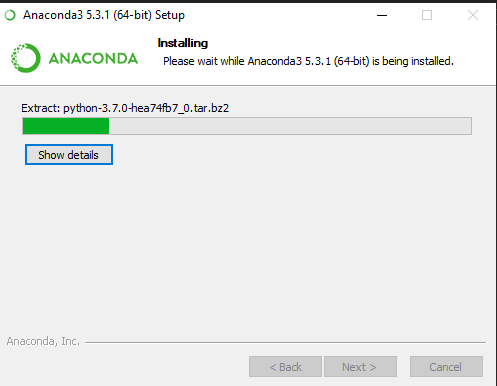 Anaconda3 5.3.1 (64-bit) Setup
Installing
Please wait while Anaconda3 5.3.1 (64-bit) is being installed.
ANACONDA
Extract: python-3.7.0-hea74fb7_0.tar.bz2
Show details
Anaconda, Inc.
< Back
Next >
Cancel